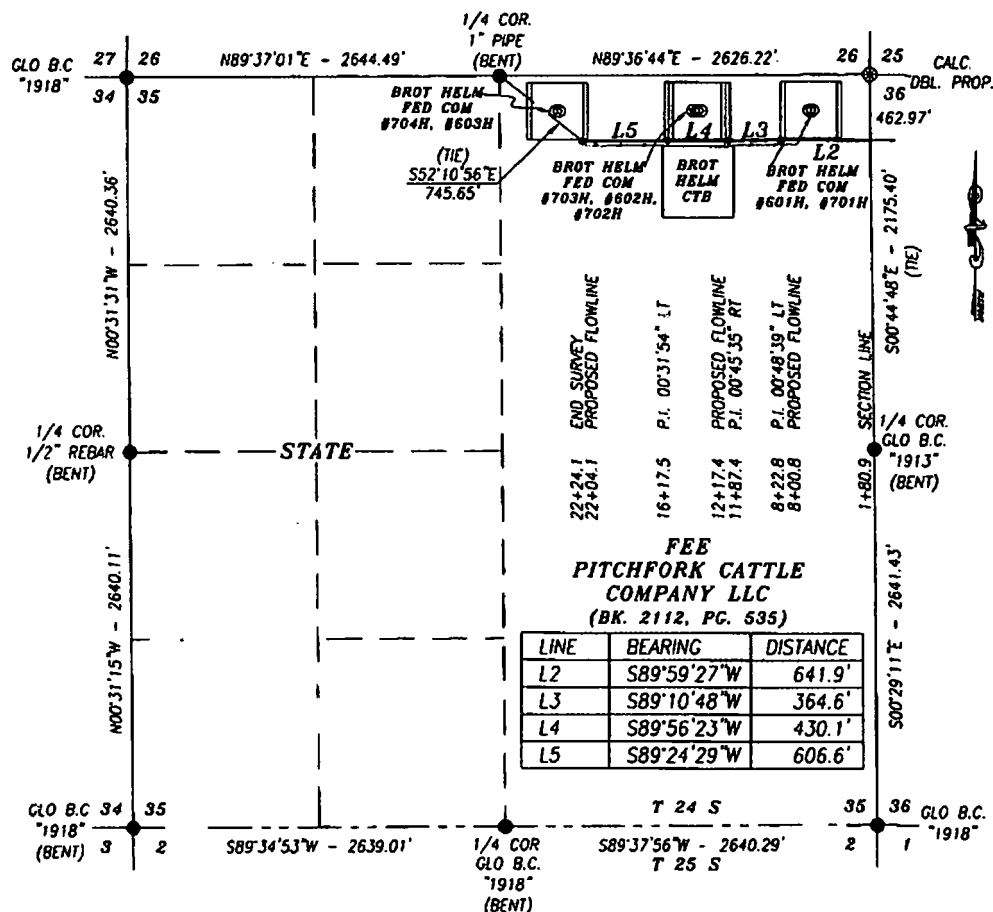 1/4 COR.
1" PIPE
(BENT)
27 26
N89°37'01"E - 2644.49'
N89°36'44"E - 2626.22'
26 25
GLO B.C
"1918"
34 35
36
CALC.
DBL. PROP.
462.97'
BROT HELM
FED COM
#704H, #603H
(TIE)
S52°10'56"E
745.65'
L5
L4
L3
L2
BROT HELM
FED COM
#703H, #602H,
#702H
BROT
HELM
CTB
BROT HELM
FED COM
#601H, #701H
N00°31'31"W - 2640.36'
S00°44'48"E - 2175.40'
(TIE)
22+24.1 END SURVEY
22+04.1 PROPOSED FLOWLINE
16+17.5 P.I. 00°31'54" LT
12+17.4 PROPOSED FLOWLINE
11+87.4 P.I. 00°45'35" RT
8+22.8 P.I. 00°48'39" LT
8+00.8 PROPOSED FLOWLINE
1+80.9 SECTION LINE
1/4 COR.
1/2" REBAR
(BENT)
STATE
1/4 COR.
GLO B.C.
"1913"
(BENT)
FEE
PITCHFORK CATTLE
COMPANY LLC
(BK. 2112, PG. 535)
LINE BEARING DISTANCE
L2 S89°59'27"W 641.9'
L3 S89°10'48"W 364.6'
L4 S89°56'23"W 430.1'
L5 S89°24'29"W 606.6'
N00°31'15"W - 2640.11'
S00°29'11"E - 2641.43'
GLO B.C
"1918"
(BENT)
34 35
3 2
S89°34'53"W - 2639.01'
1/4 COR
GLO B.C.
"1918"
(BENT)
T 24 S
S89°37'56"W - 2640.29'
T 25 S
35 36
2 1
GLO B.C.
"1918"